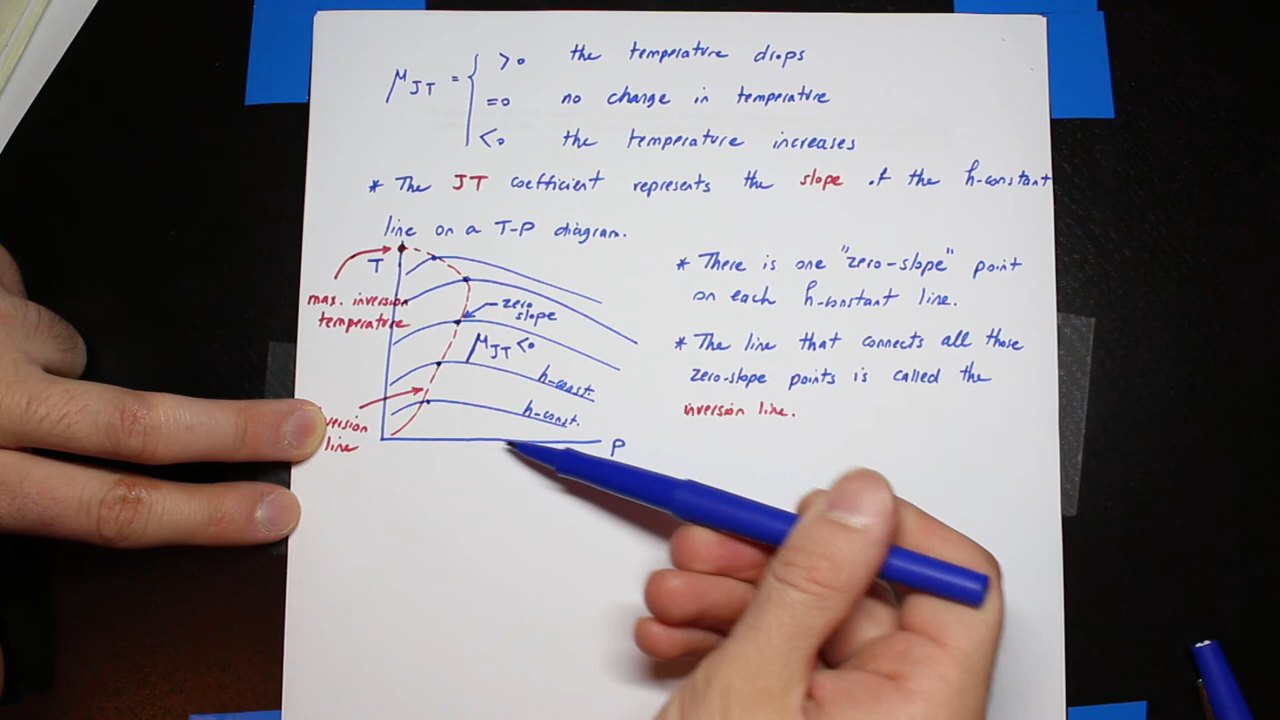 μJT = { >0 the temperature drops
=0 no change in temperature
<0 the temperature increases
* The JT coefficient represents the slope of the h-constant
line on a T-P diagram.
T
max. inversion
temperature
zero
slope
μJT <0
h-const.
h-const.
version
line
P
* There is one "zero-slope" point
on each h-constant line.
* The line that connects all those
zero-slope points is called the
inversion line.